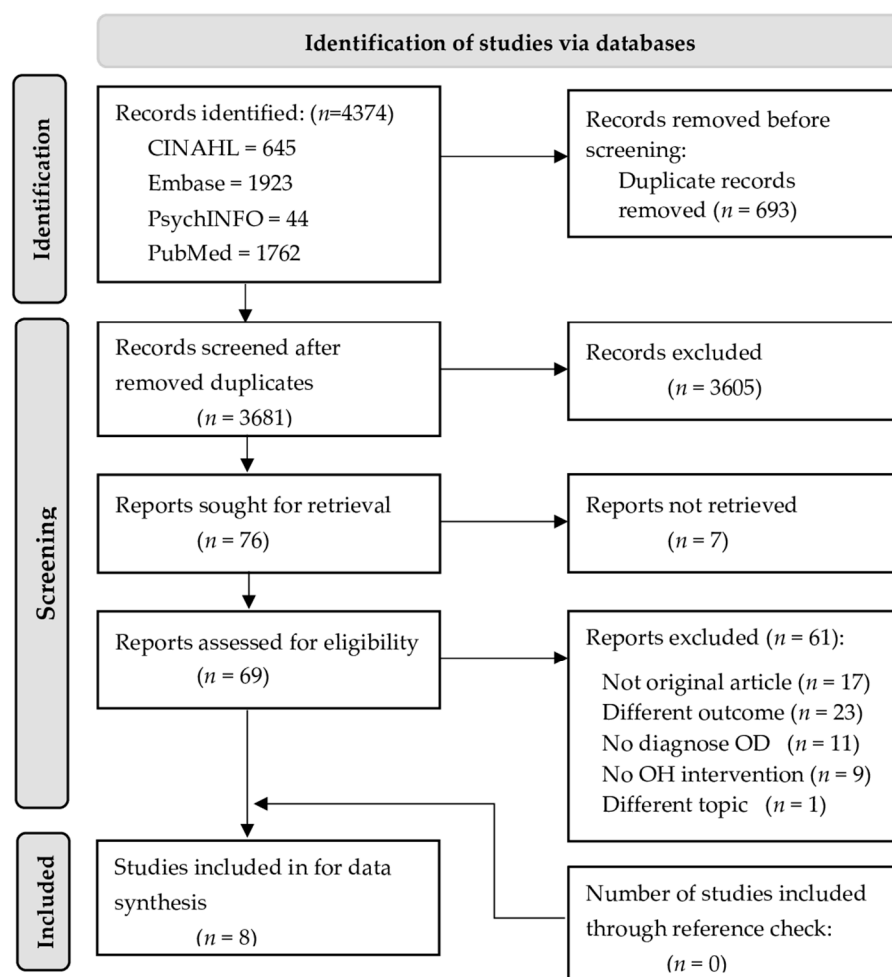 Identification of studies via databases
Identification
Records identified: (n=4374)
CINAHL = 645
Embase = 1923
PsychINFO = 44
PubMed = 1762
Records removed before
screening:
Duplicate records
removed (n = 693)
Screening
Records screened after
removed duplicates
(n = 3681)
Records excluded
(n = 3605)
Reports sought for retrieval
(n = 76)
Reports not retrieved
(n = 7)
Reports assessed for eligibility
(n = 69)
Reports excluded (n = 61):
Not original article (n = 17)
Different outcome (n = 23)
No diagnose OD (n = 11)
No OH intervention (n = 9)
Different topic (n = 1)
Included
Studies included in for data
synthesis
(n = 8)
Number of studies included
through reference check:
(n = 0)